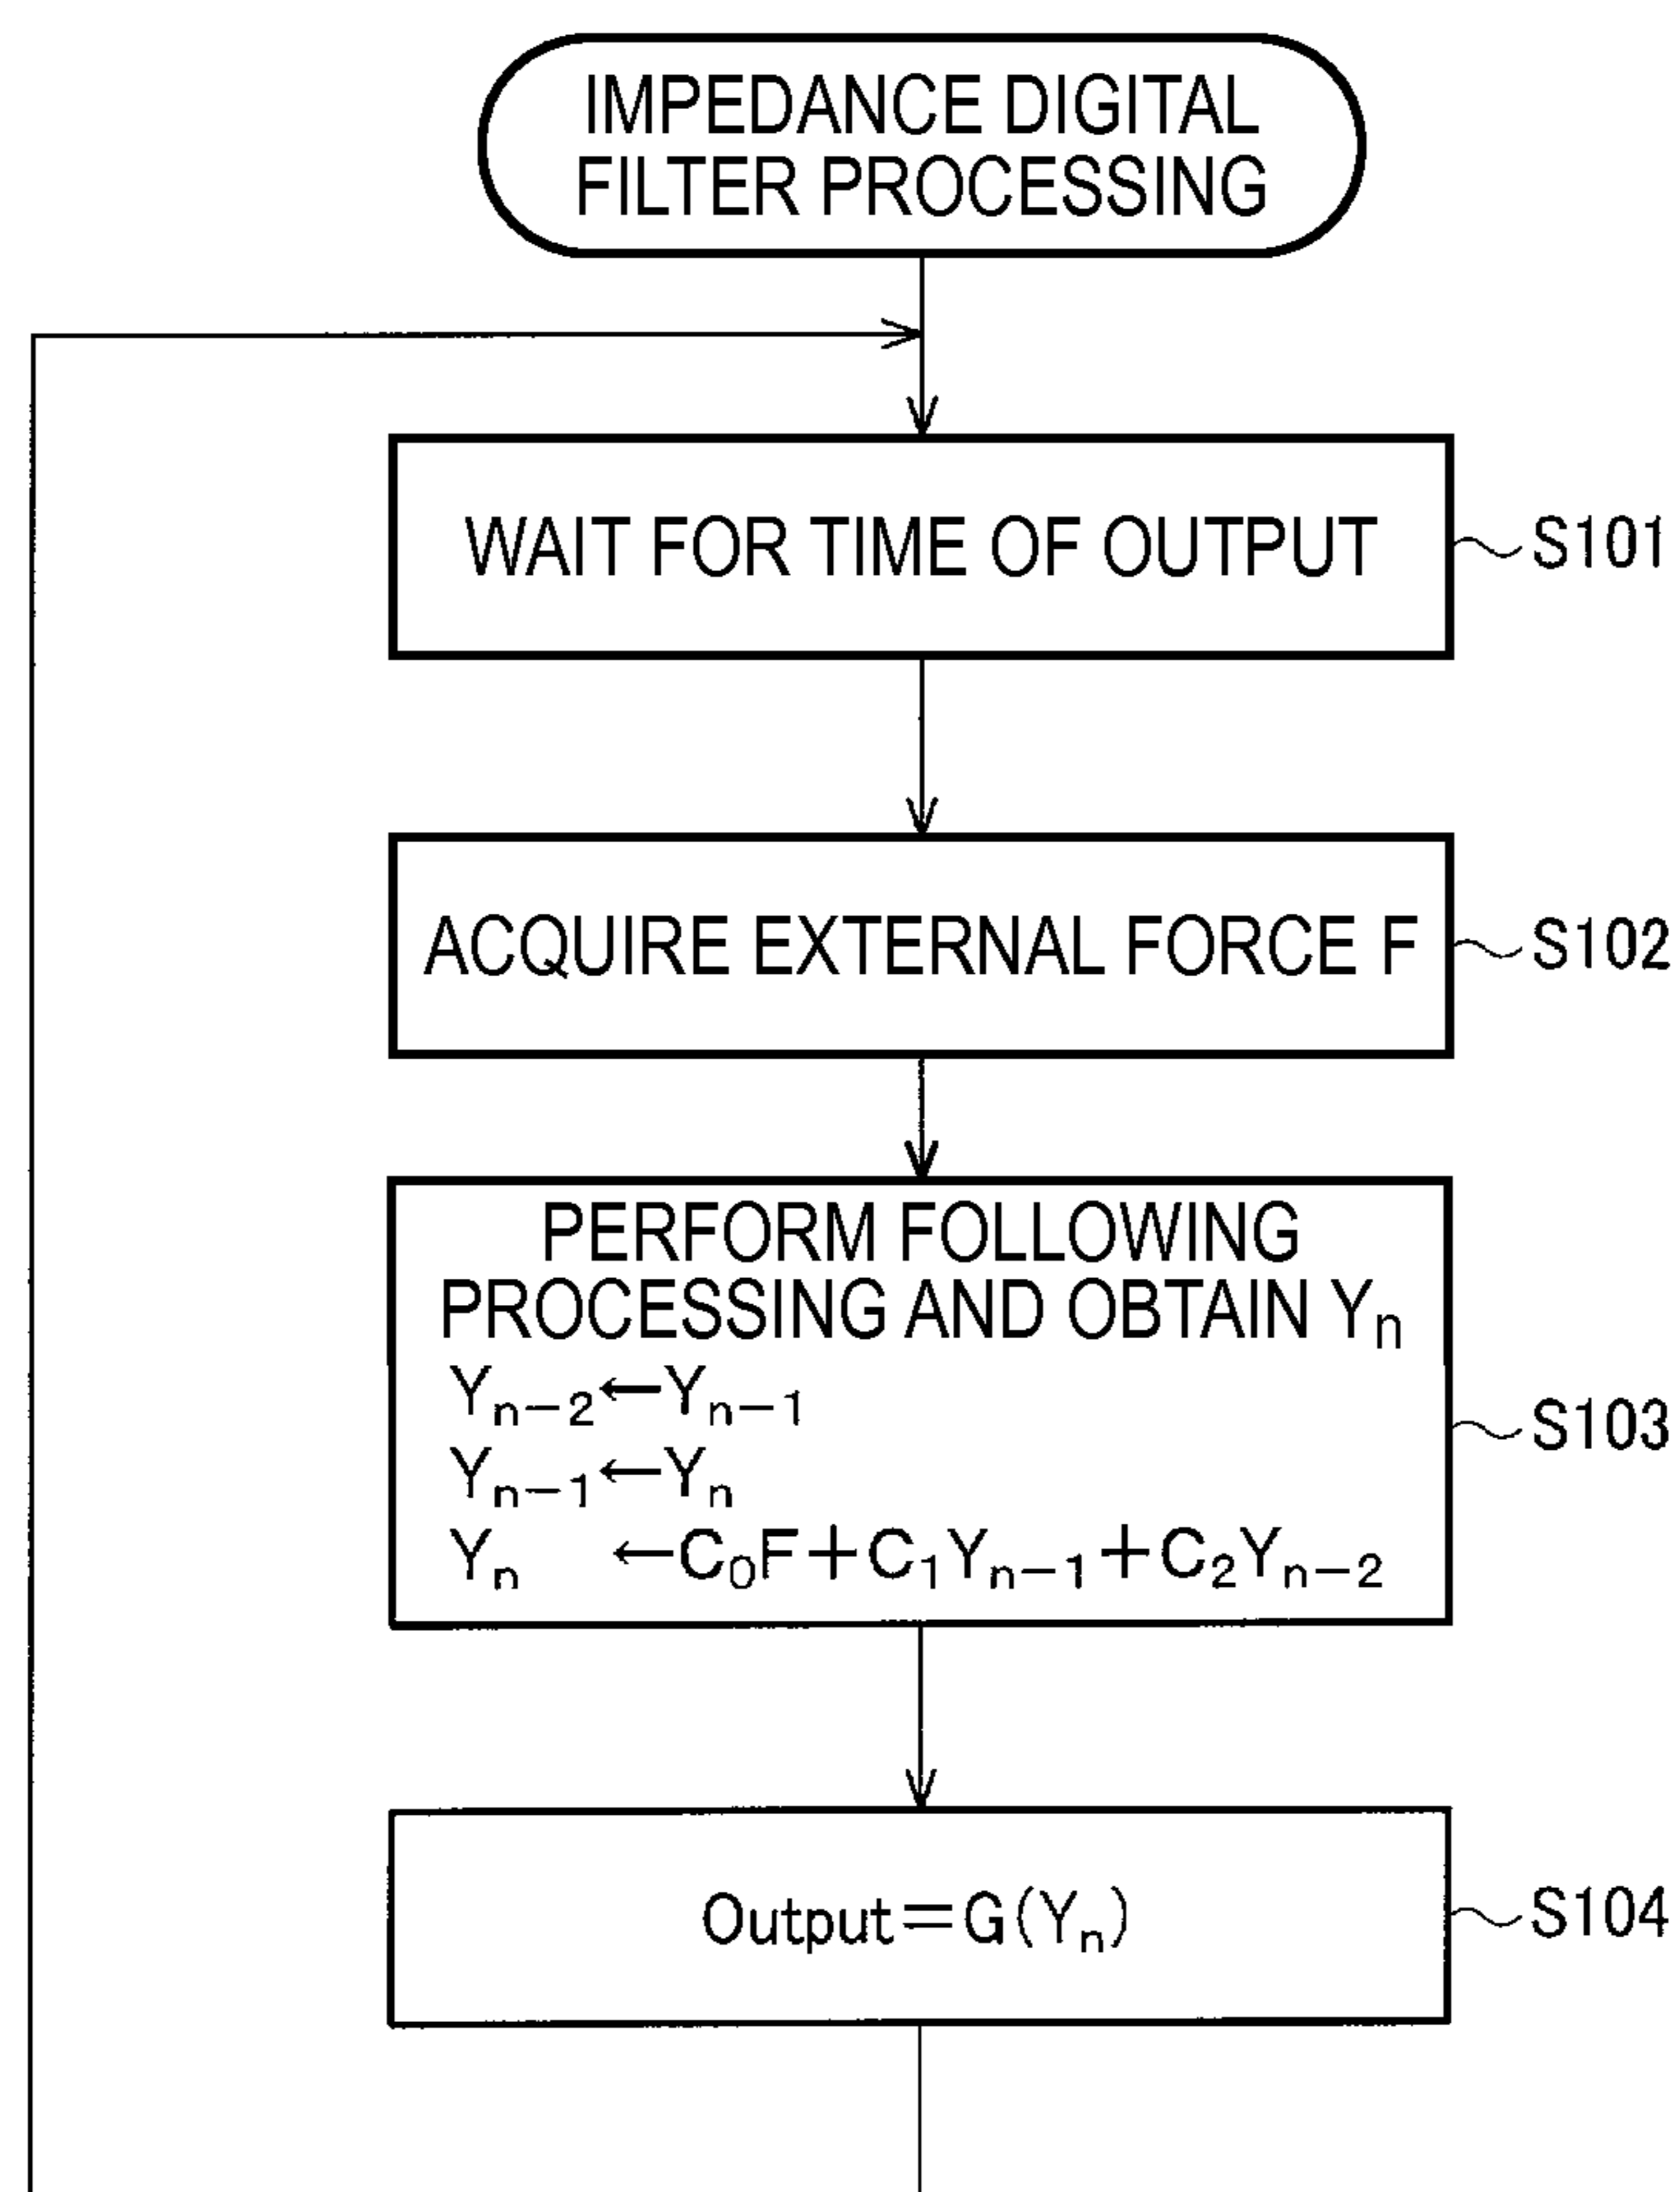 IMPEDANCE DIGITAL
FILTER PROCESSING
WAIT FOR TIME OF OUTPUT
S101
ACQUIRE EXTERNAL FORCE F
S102
PERFORM FOLLOWING
PROCESSING AND OBTAIN Yₙ
Yₙ₋₂←Yₙ₋₁
Yₙ₋₁←Yₙ
Yₙ ←C₀F+C₁Yₙ₋₁+C₂Yₙ₋₂
S103
Output=G(Yₙ)
S104